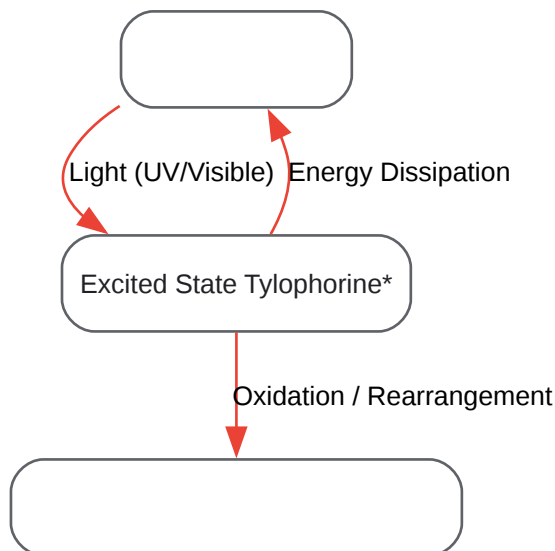 Light (UV/Visible)
Energy Dissipation
Excited State Tylophorine*
Oxidation / Rearrangement